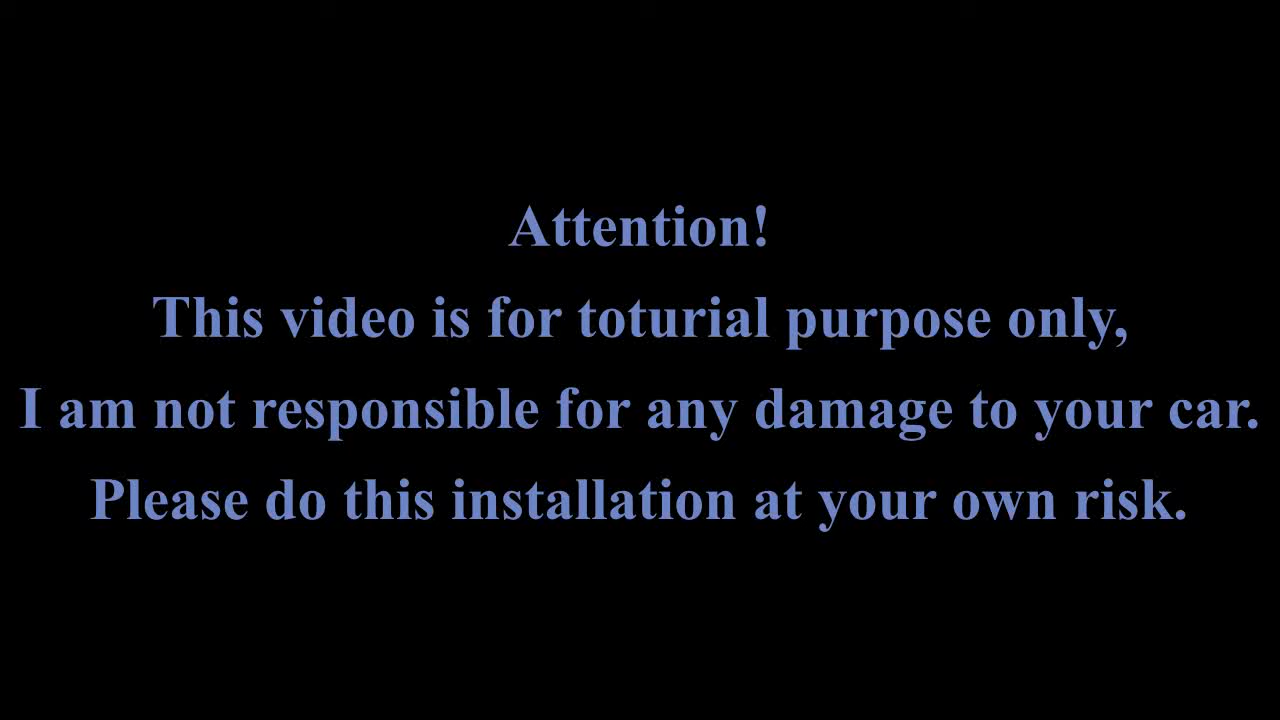 Attention!
This video is for toturial purpose only,
I am not responsible for any damage to your car.
Please do this installation at your own risk.